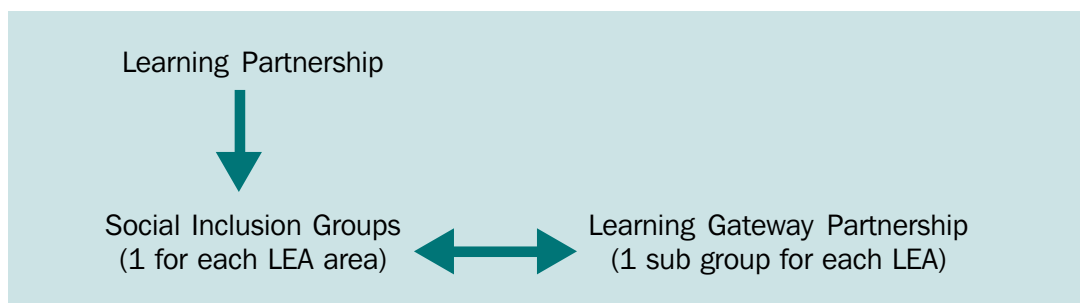 Learning Partnership
Social Inclusion Groups
(1 for each LEA area)
Learning Gateway Partnership
(1 sub group for each LEA)